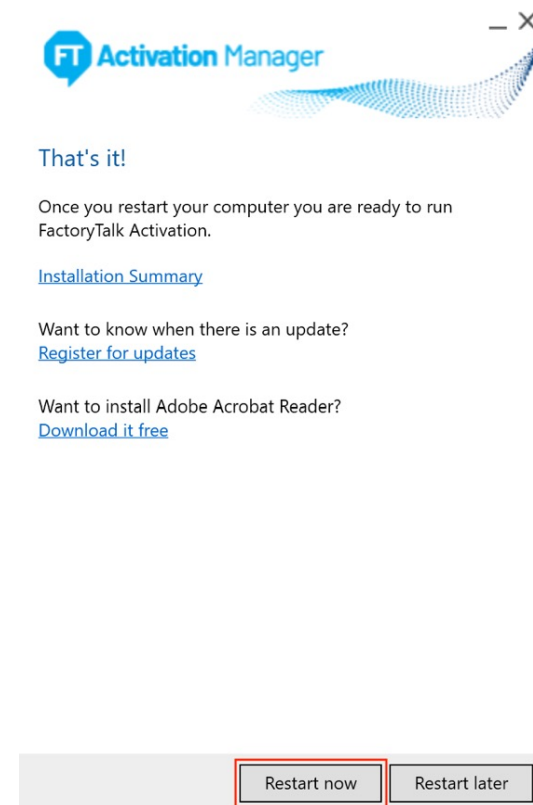 FT Activation Manager
That's it!
Once you restart your computer you are ready to run
FactoryTalk Activation.
Installation Summary
Want to know when there is an update?
Register for updates
Want to install Adobe Acrobat Reader?
Download it free
Restart now Restart later